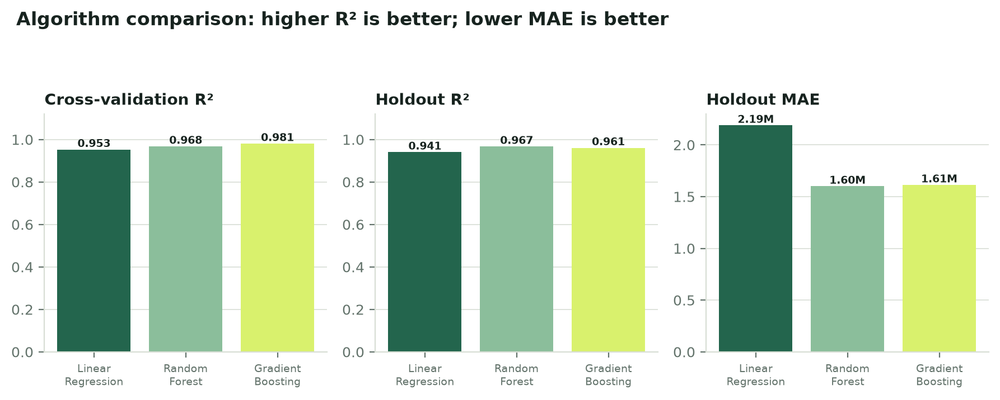 Algorithm comparison: higher R² is better; lower MAE is better
Cross-validation R²
1.0
0.8
0.6
0.4
0.2
0.0
0.953
0.968
0.981
Linear
Regression
Random
Forest
Gradient
Boosting
Holdout R²
1.0
0.8
0.6
0.4
0.2
0.0
0.941
0.967
0.961
Linear
Regression
Random
Forest
Gradient
Boosting
Holdout MAE
2.0
1.5
1.0
0.5
0.0
2.19M
1.60M
1.61M
Linear
Regression
Random
Forest
Gradient
Boosting